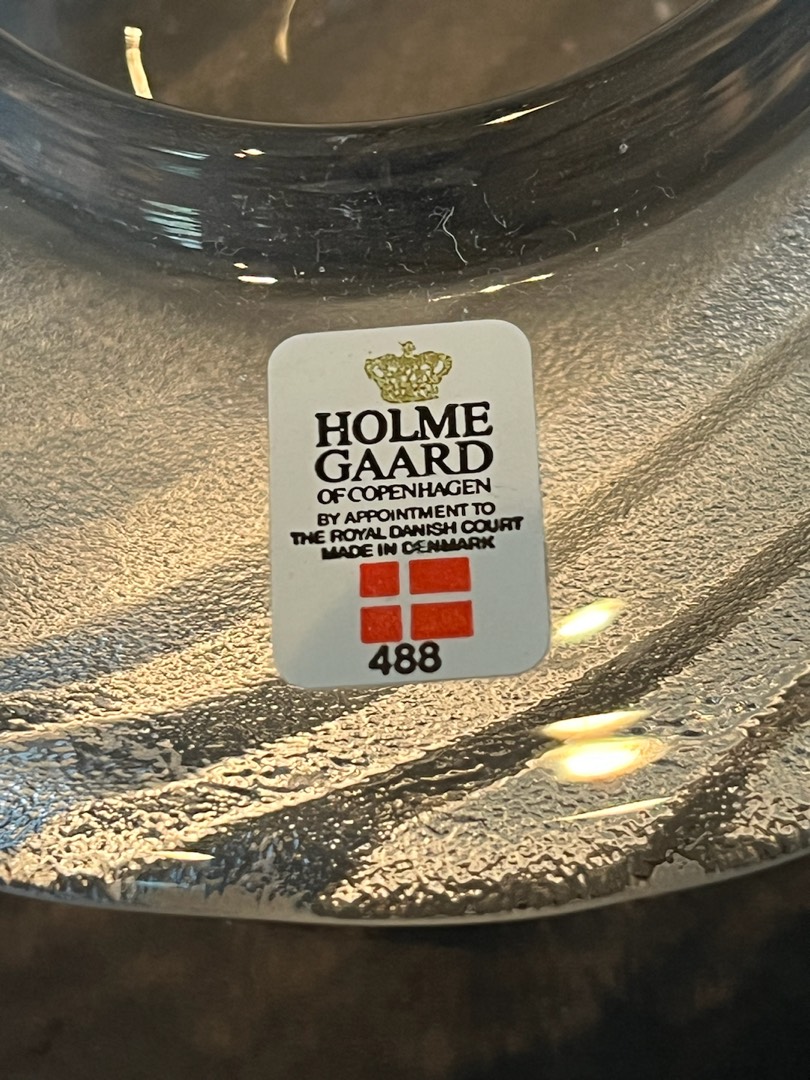 HOLME
GAARD
OF COPENHAGEN
BY APPOINTMENT TO
THE ROYAL DANISH COURT
MADE IN DENMARK
488